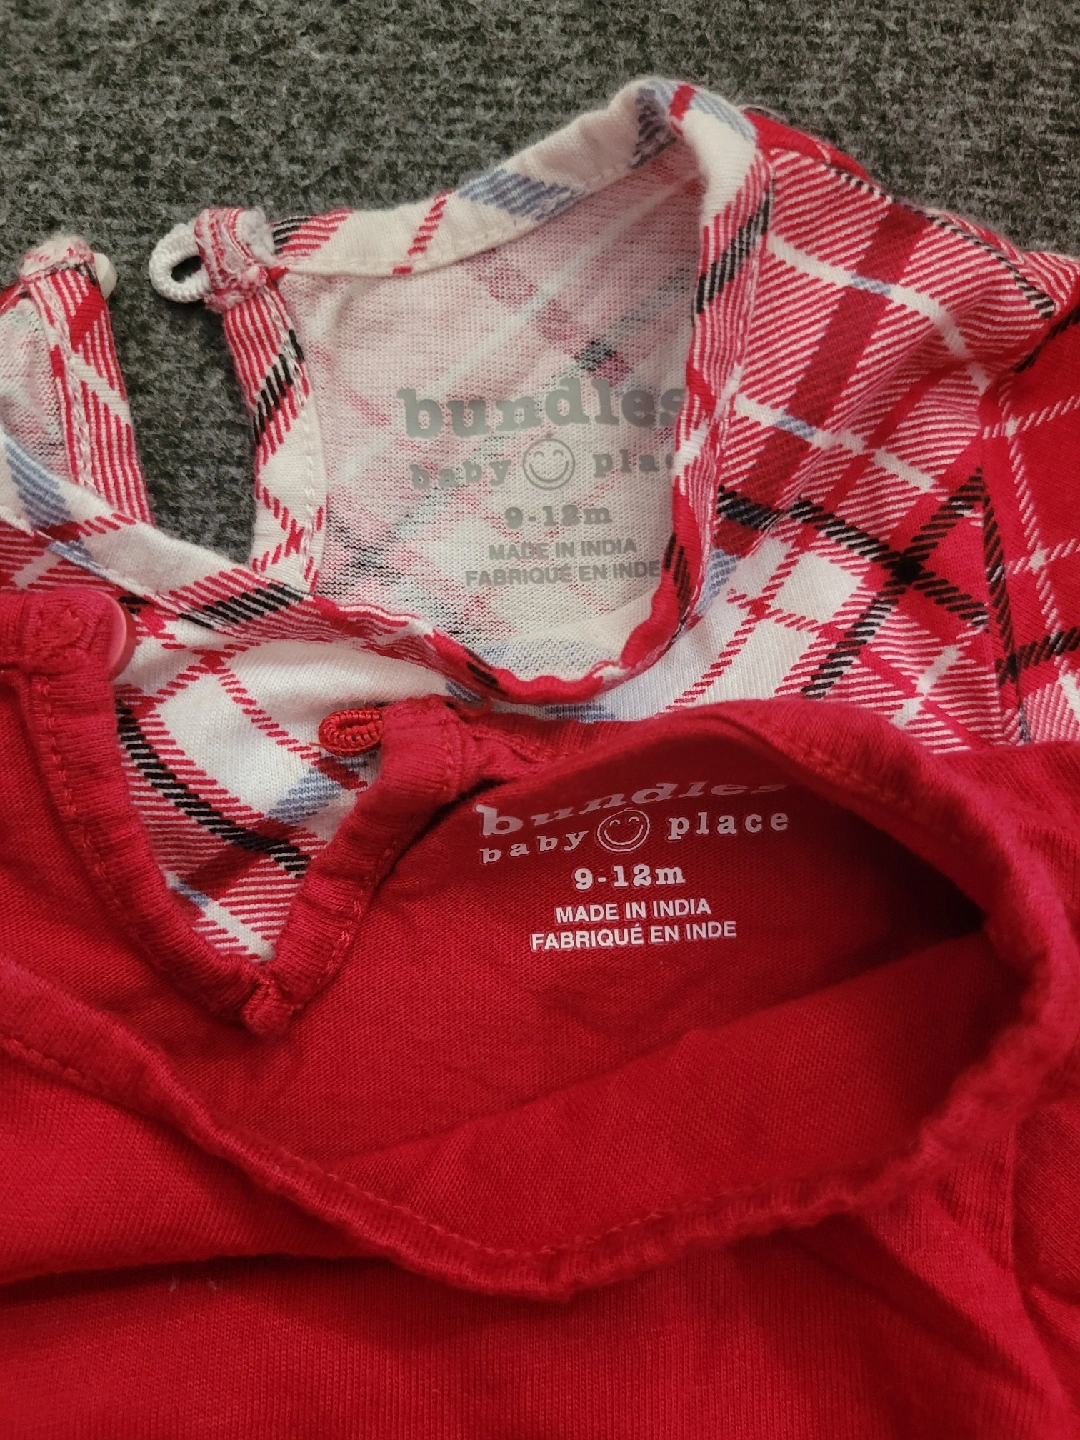 bundles
baby pla
9-12m
MADE IN INDIA
FABRIQUÉ EN INDE
bundles
baby place
9-12m
MADE IN INDIA
FABRIQUÉ EN INDE